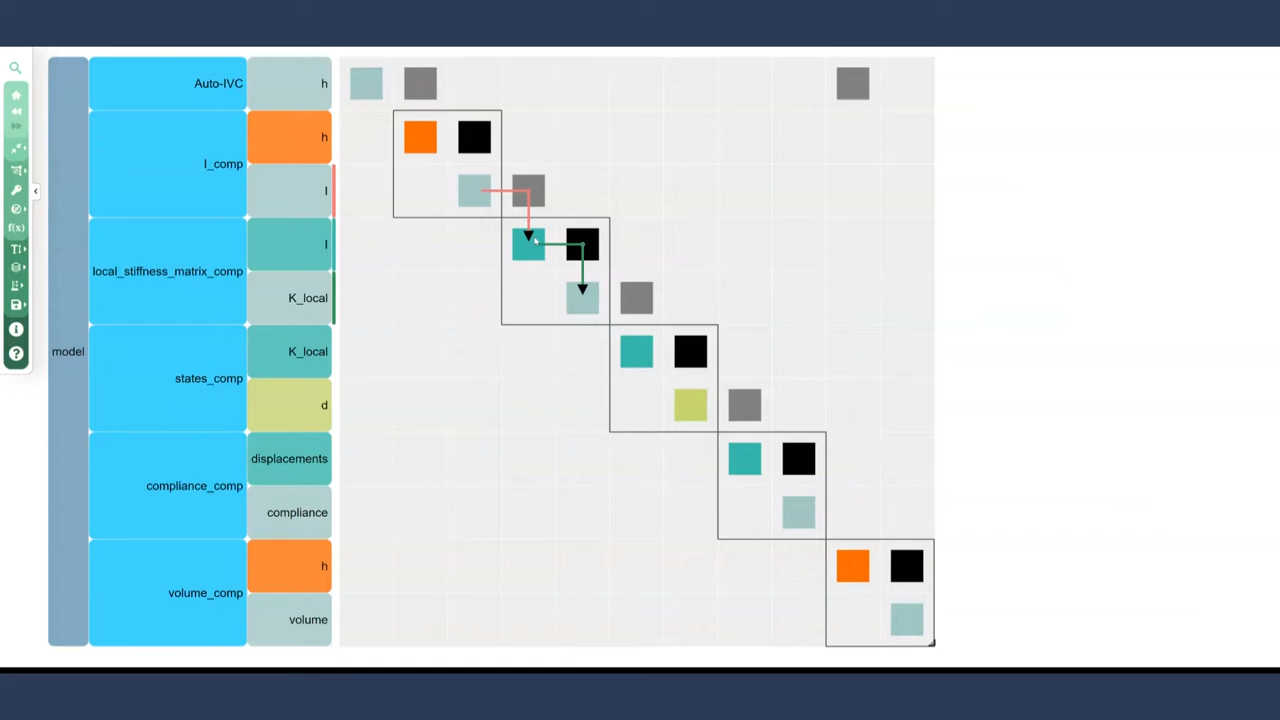 Auto-IVC
h
h
I_comp
I
I
local_stiffness_matrix_comp
K_local
model
K_local
states_comp
d
displacements
compliance_comp
compliance
h
volume_comp
volume
f(x)